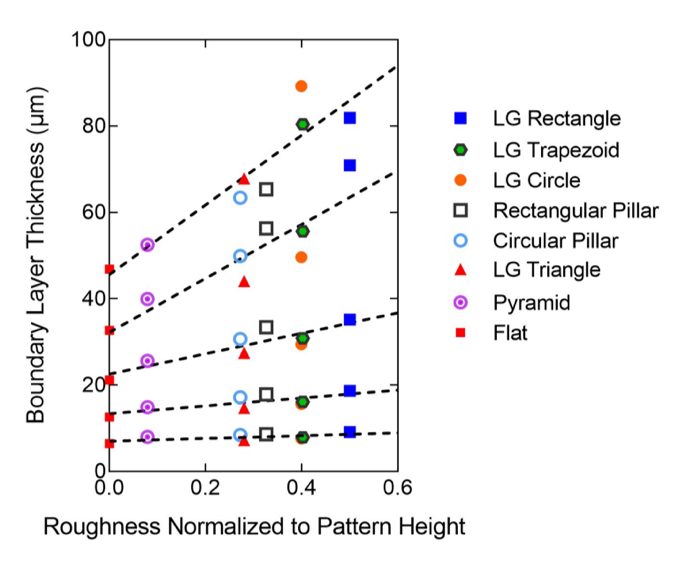 Boundary Layer Thickness (μm)
100
80
60
40
20
0
0.0 0.2 0.4 0.6
Roughness Normalized to Pattern Height
LG Rectangle
LG Trapezoid
LG Circle
Rectangular Pillar
Circular Pillar
LG Triangle
Pyramid
Flat